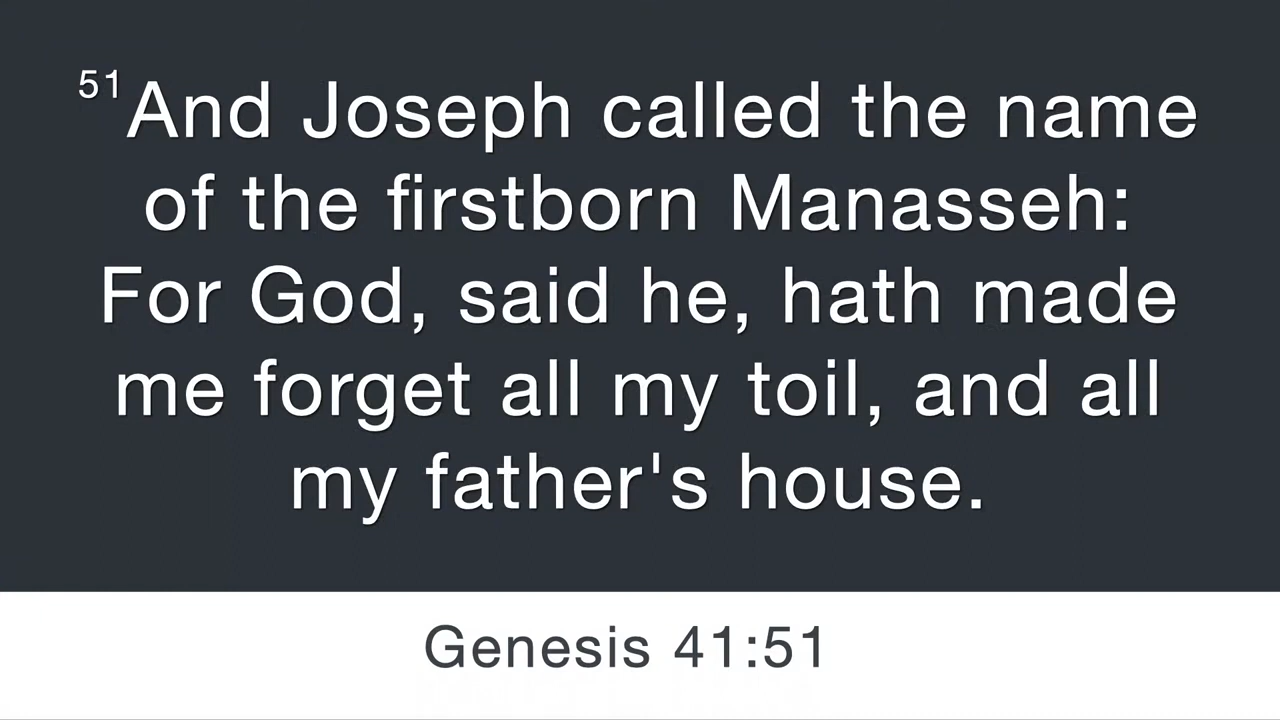 51And Joseph called the name
of the firstborn Manasseh:
For God, said he, hath made
me forget all my toil, and all
my father's house.
Genesis 41:51